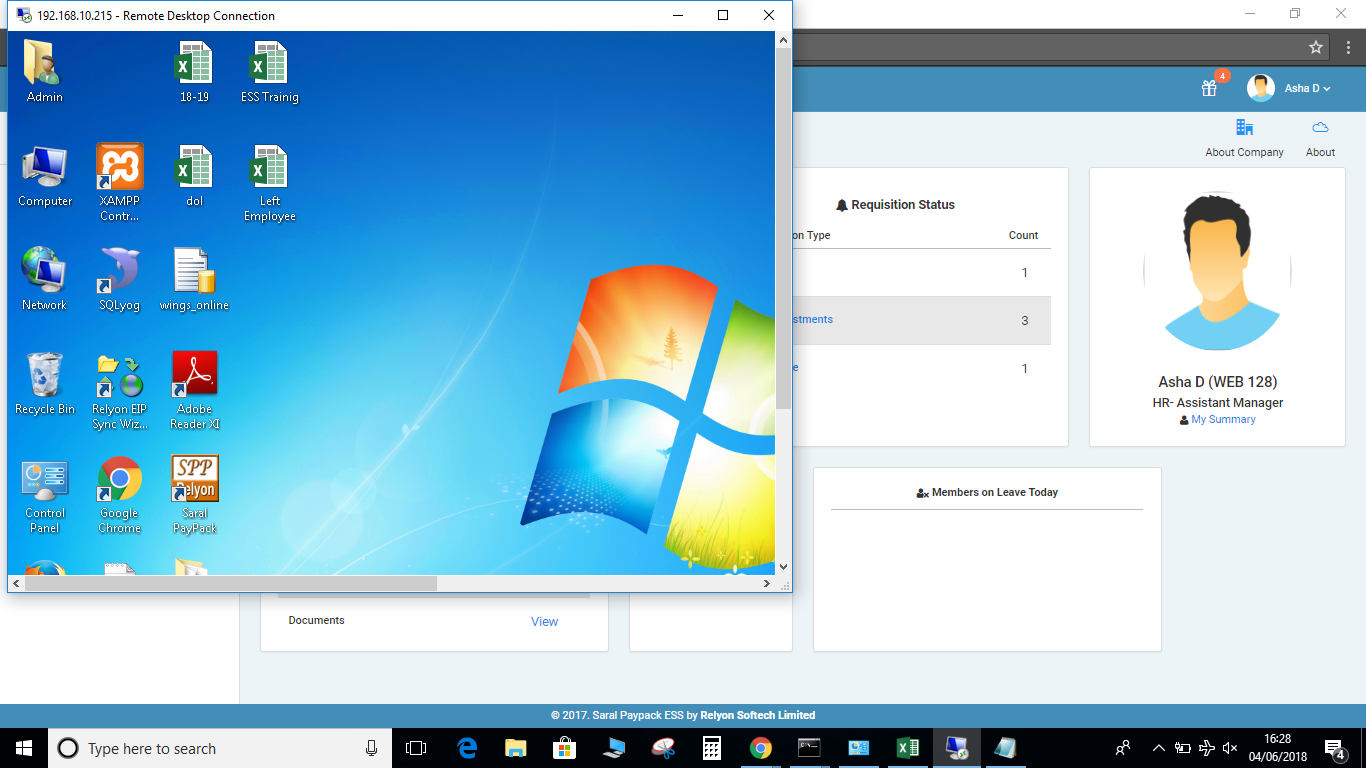 192.168.10.215 - Remote Desktop Connection
Admin
18-19
ESS Trainig
Computer
XAMPP
Contr...
dol
Left
Employee
Network
SQLyog
wings_online
Recycle Bin
Relyon EIP
Sync Wiz...
Adobe
Reader XI
Control
Panel
Google
Chrome
SPP
Relyon
Saral
PayPack
4
Asha D
About Company
About
Requisition Status
on Type
Count
1
stments
3
e
1
Asha D (WEB 128)
HR- Assistant Manager
My Summary
Members on Leave Today
Documents
View
© 2017. Saral Paypack ESS by Relyon Softech Limited
Type here to search
16:28
04/06/2018
4